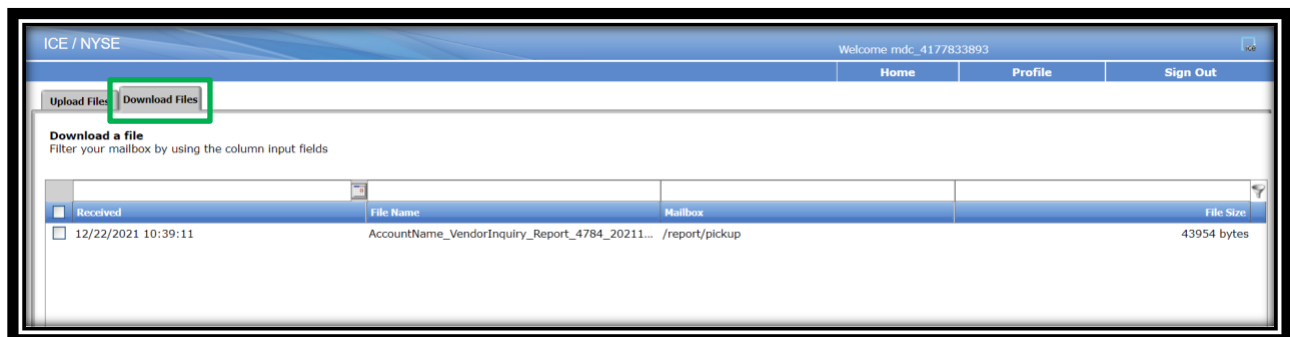 ICE / NYSE
Welcome mdc_4177833893
Home Profile Sign Out
Upload Files Download Files
Download a file
Filter your mailbox by using the column input fields
Received File Name Mailbox File Size
12/22/2021 10:39:11 AccountName_VendorInquiry_Report_4784_20211... /report/pickup 43954 bytes